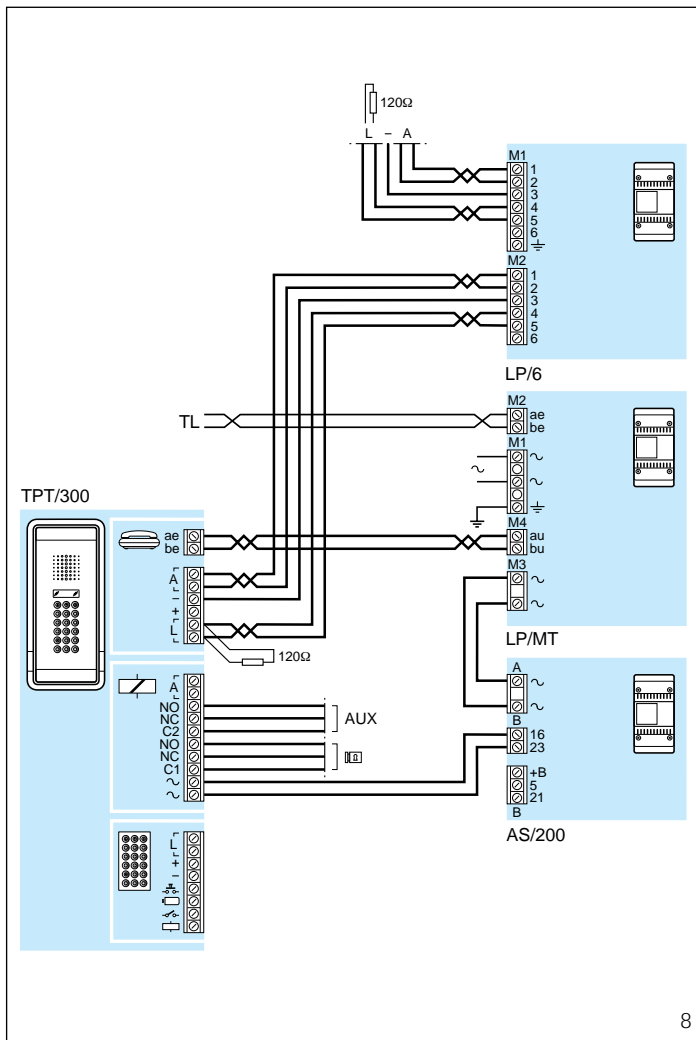 120Ω
L – A
M1
1
2
3
4
5
6
M2
1
2
3
4
5
6
LP/6
M2
TL
ae
be
M1
∼
∼
∼
TPT/300
M4
ae
be
au
bu
A
M3
–
∼
+
L
∼
LP/MT
120Ω
A
A
∼
NO
NC
AUX
∼
C2
B
NO
16
NC
23
C1
∼
+B
∼
5
21
B
AS/200
L
+
–
8